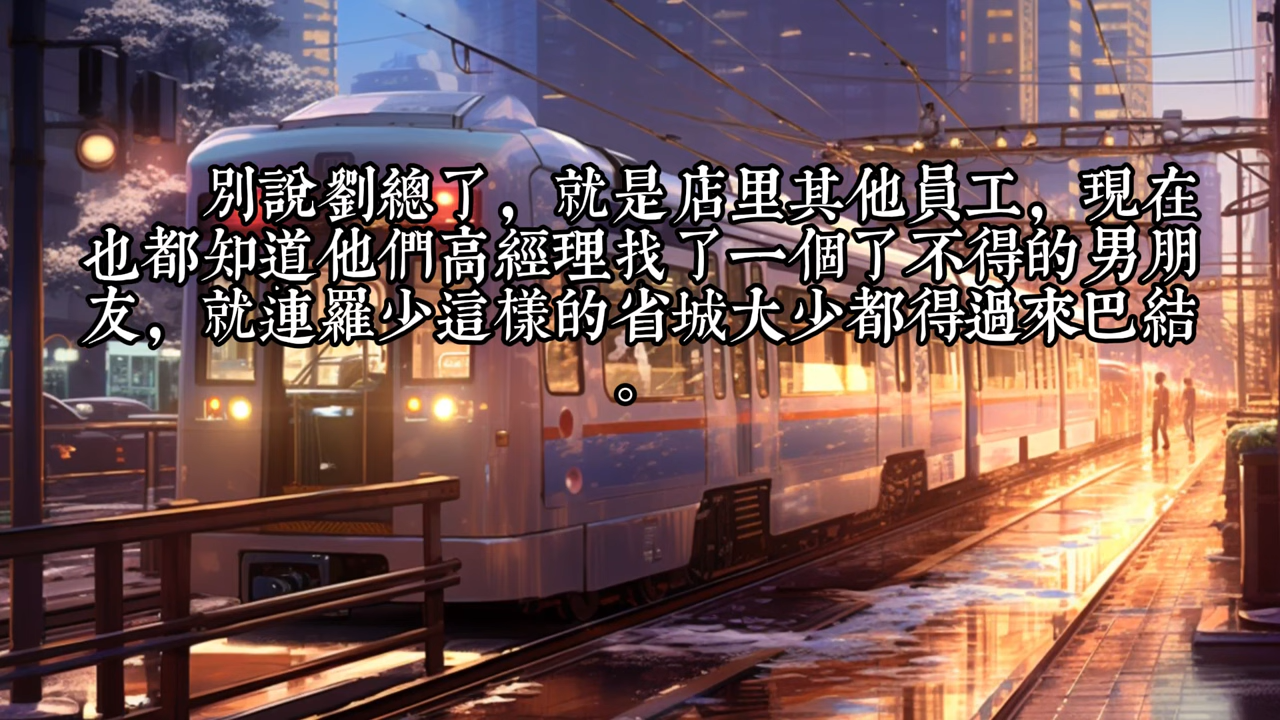 別說劉總了，就是店里其他員工，現在
也都知道他們高經理找了一個了不得的男朋
友，就連羅少這樣的省城大少都得過來巴結
。